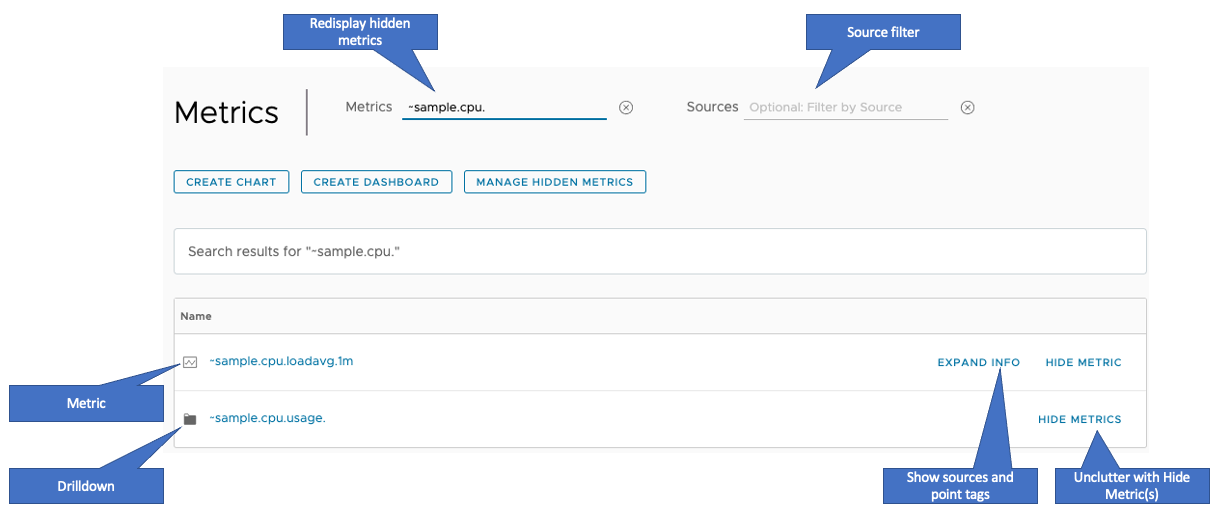 Redisplay hidden
metrics
Source filter
Metrics
Metrics ~sample.cpu.
Sources Optional: Filter by Source
CREATE CHART
CREATE DASHBOARD
MANAGE HIDDEN METRICS
Search results for "~sample.cpu."
Name
~sample.cpu.loadavg.1m
EXPAND INFO
HIDE METRIC
Metric
~sample.cpu.usage.
HIDE METRICS
Drilldown
Show sources and
point tags
Unclutter with Hide
Metric(s)